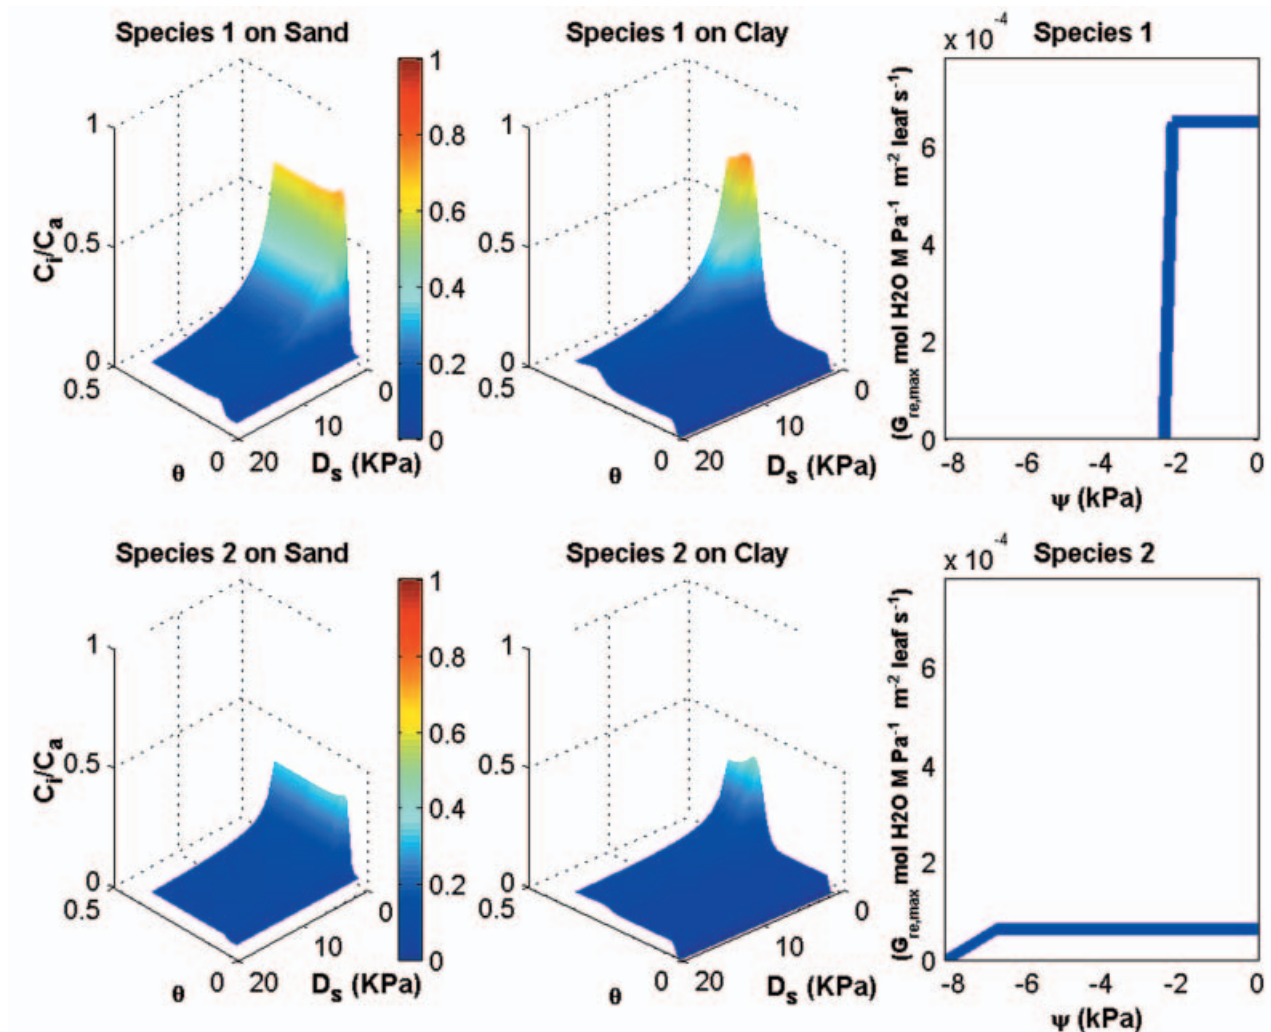 Species 1 on Sand
1
0.5
0
C_i/C_a
0.5
θ
0
20
10
0
D_s (KPa)
1
0.8
0.6
0.4
0.2
0
Species 1 on Clay
1
0.5
0
0.5
θ
0
20
10
0
D_s (KPa)
Species 1
x 10^-4
6
4
2
0
(G_re,max mol H2O M Pa^-1 m^-2 leaf s^-1)
-8 -6 -4 -2 0
ψ (kPa)
Species 2 on Sand
1
0.5
0
C_i/C_a
0.5
θ
0
20
10
0
D_s (KPa)
1
0.8
0.6
0.4
0.2
0
Species 2 on Clay
1
0.5
0
0.5
θ
0
20
10
0
D_s (KPa)
Species 2
x 10^-4
6
4
2
0
(G_re,max mol H2O M Pa^-1 m^-2 leaf s^-1)
-8 -6 -4 -2 0
ψ (kPa)